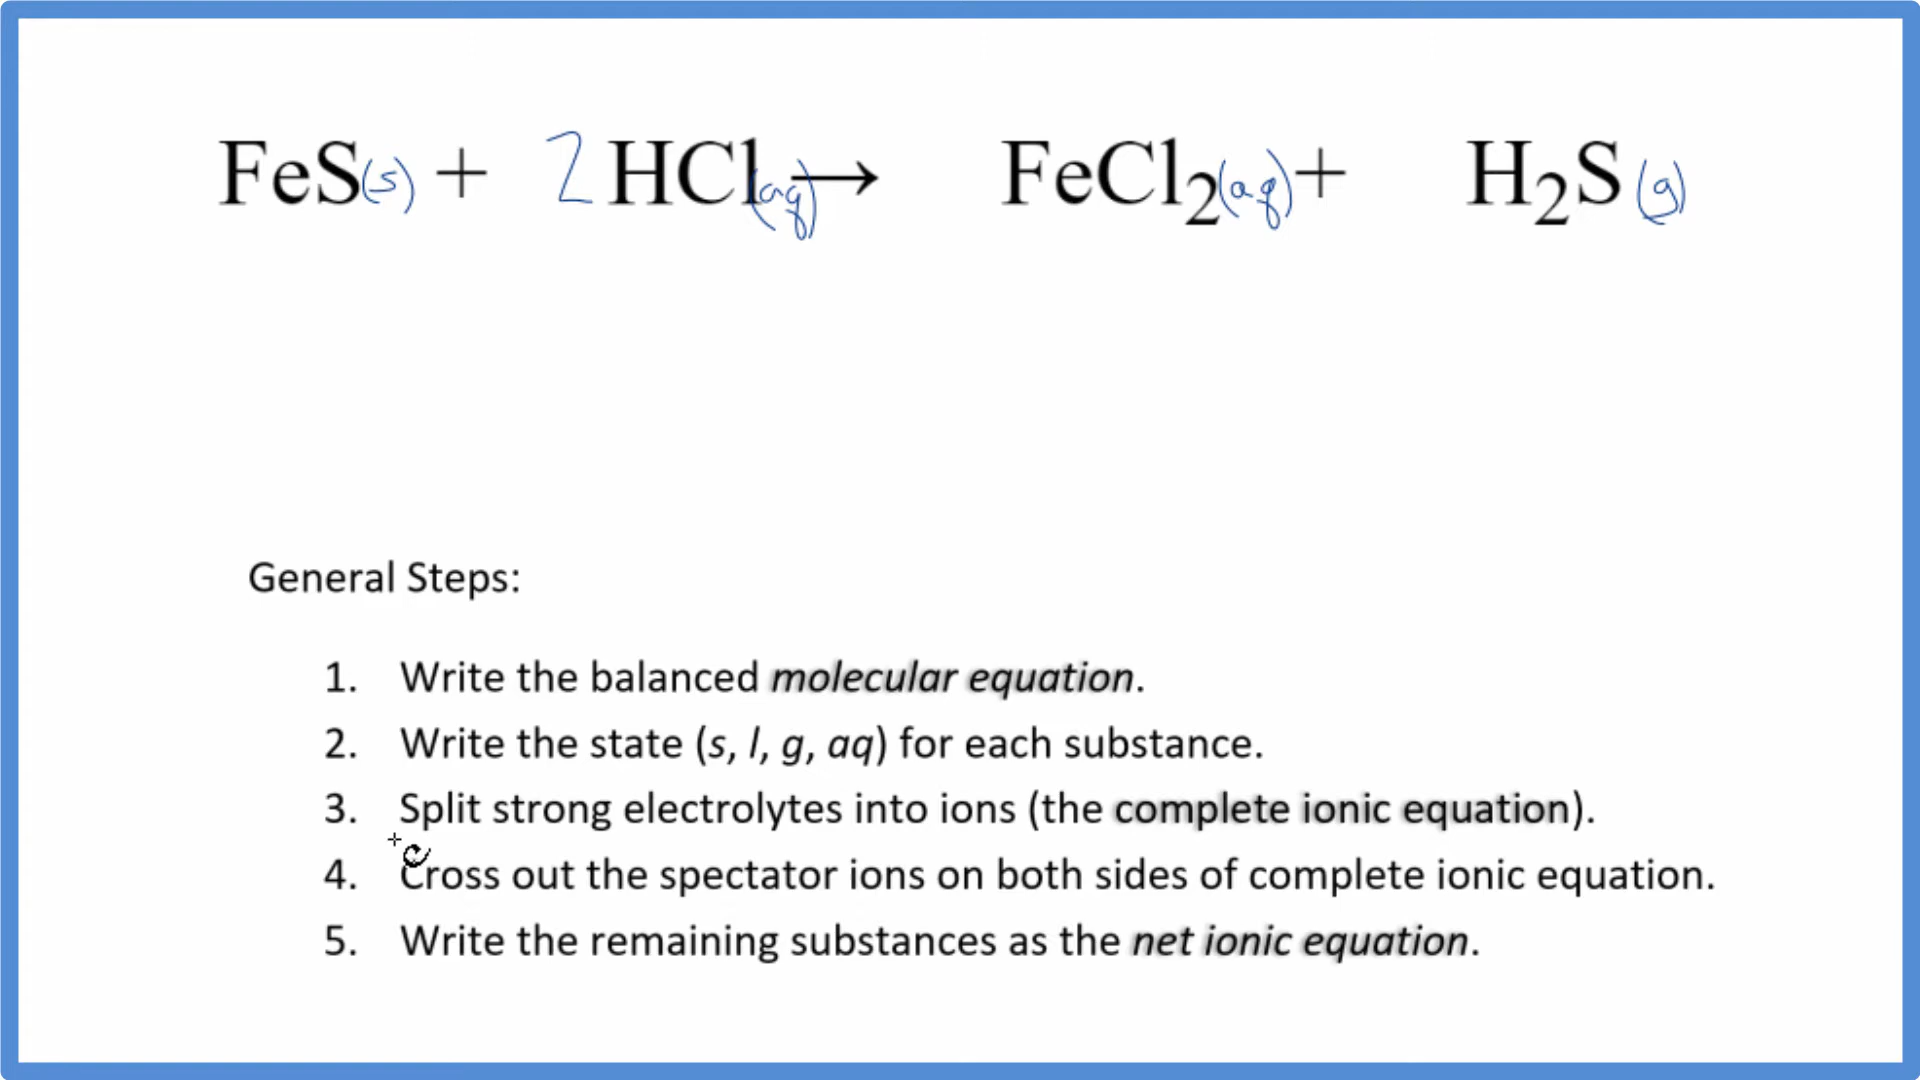 FeS(s) + 2 HCl(aq) → FeCl₂(aq) + H₂S(g)
General Steps:
1. Write the balanced molecular equation.
2. Write the state (s, l, g, aq) for each substance.
3. Split strong electrolytes into ions (the complete ionic equation).
4. Cross out the spectator ions on both sides of complete ionic equation.
5. Write the remaining substances as the net ionic equation.